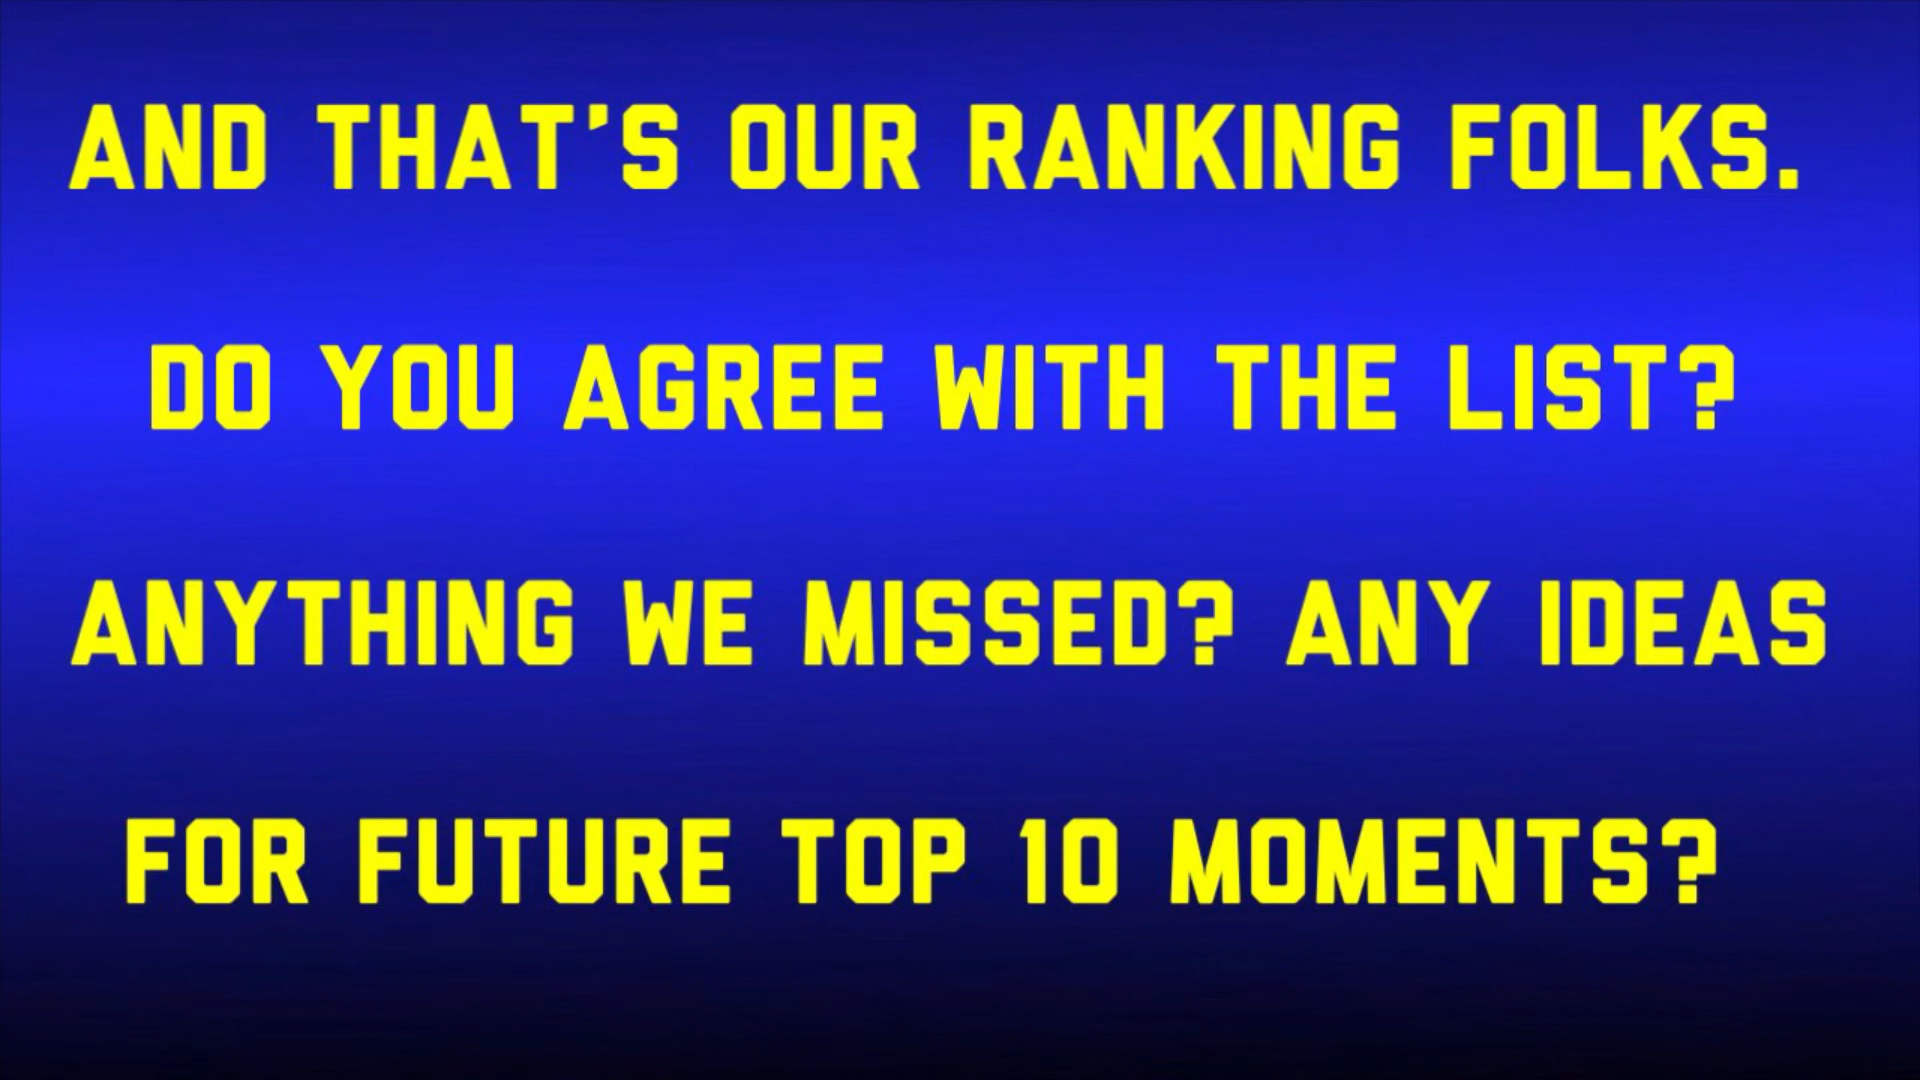 AND THAT'S OUR RANKING FOLKS.
DO YOU AGREE WITH THE LIST?
ANYTHING WE MISSED? ANY IDEAS
FOR FUTURE TOP 10 MOMENTS?